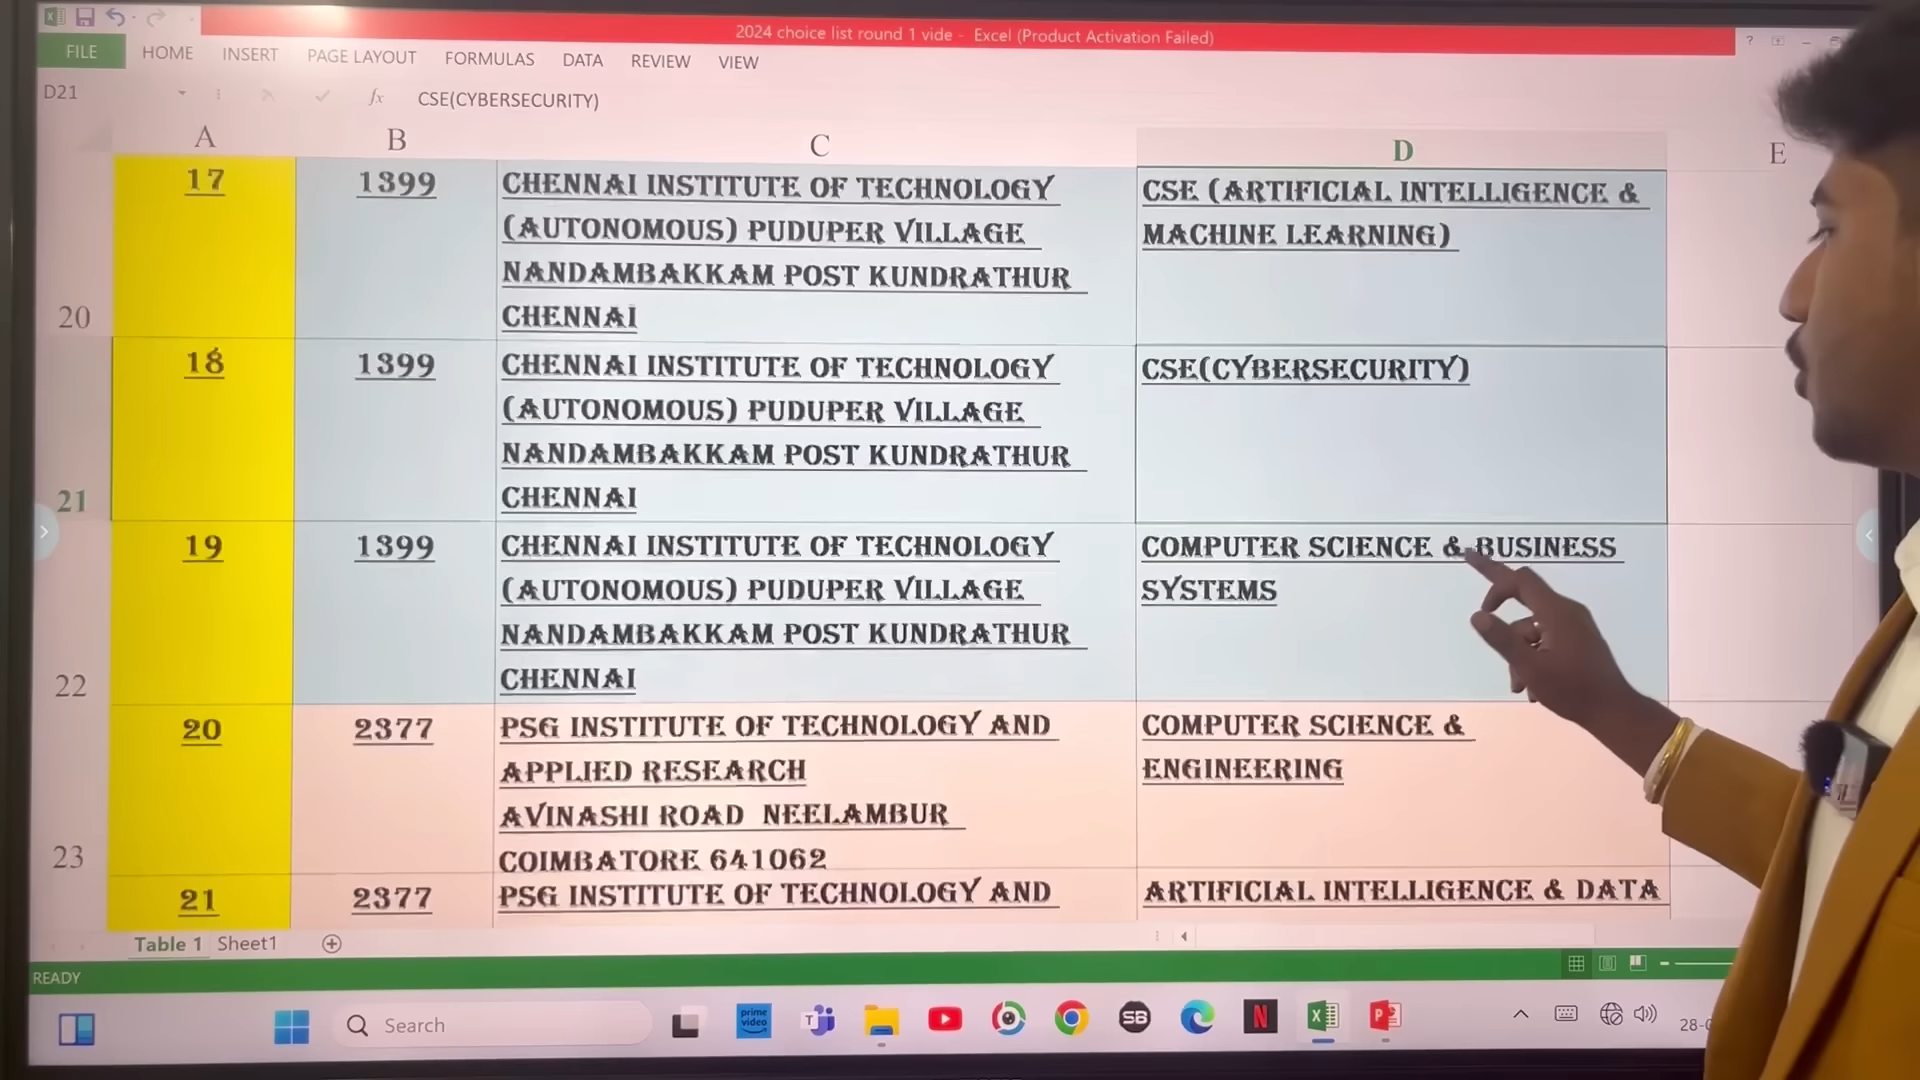 2024 choice list round 1 vide - Excel (Product Activation Failed)
FILE HOME INSERT PAGE LAYOUT FORMULAS DATA REVIEW VIEW
D21 fx CSE(CYBERSECURITY)
A B C D E
20 17 1399 CHENNAI INSTITUTE OF TECHNOLOGY
(AUTONOMOUS) PUDUPER VILLAGE
NANDAMBAKKAM POST KUNDRATHUR
CHENNAI
CSE (ARTIFICIAL INTELLIGENCE &
MACHINE LEARNING)
21 18 1399 CHENNAI INSTITUTE OF TECHNOLOGY
(AUTONOMOUS) PUDUPER VILLAGE
NANDAMBAKKAM POST KUNDRATHUR
CHENNAI
CSE(CYBERSECURITY)
22 19 1399 CHENNAI INSTITUTE OF TECHNOLOGY
(AUTONOMOUS) PUDUPER VILLAGE
NANDAMBAKKAM POST KUNDRATHUR
CHENNAI
COMPUTER SCIENCE & BUSINESS
SYSTEMS
23 20 2377 PSG INSTITUTE OF TECHNOLOGY AND
APPLIED RESEARCH
AVINASHI ROAD NEELAMBUR
COIMBATORE 641062
COMPUTER SCIENCE &
ENGINEERING
21 2377 PSG INSTITUTE OF TECHNOLOGY AND
ARTIFICIAL INTELLIGENCE & DATA
Table 1 Sheet1
READY
Search
prime
video
T
SB
N
28-